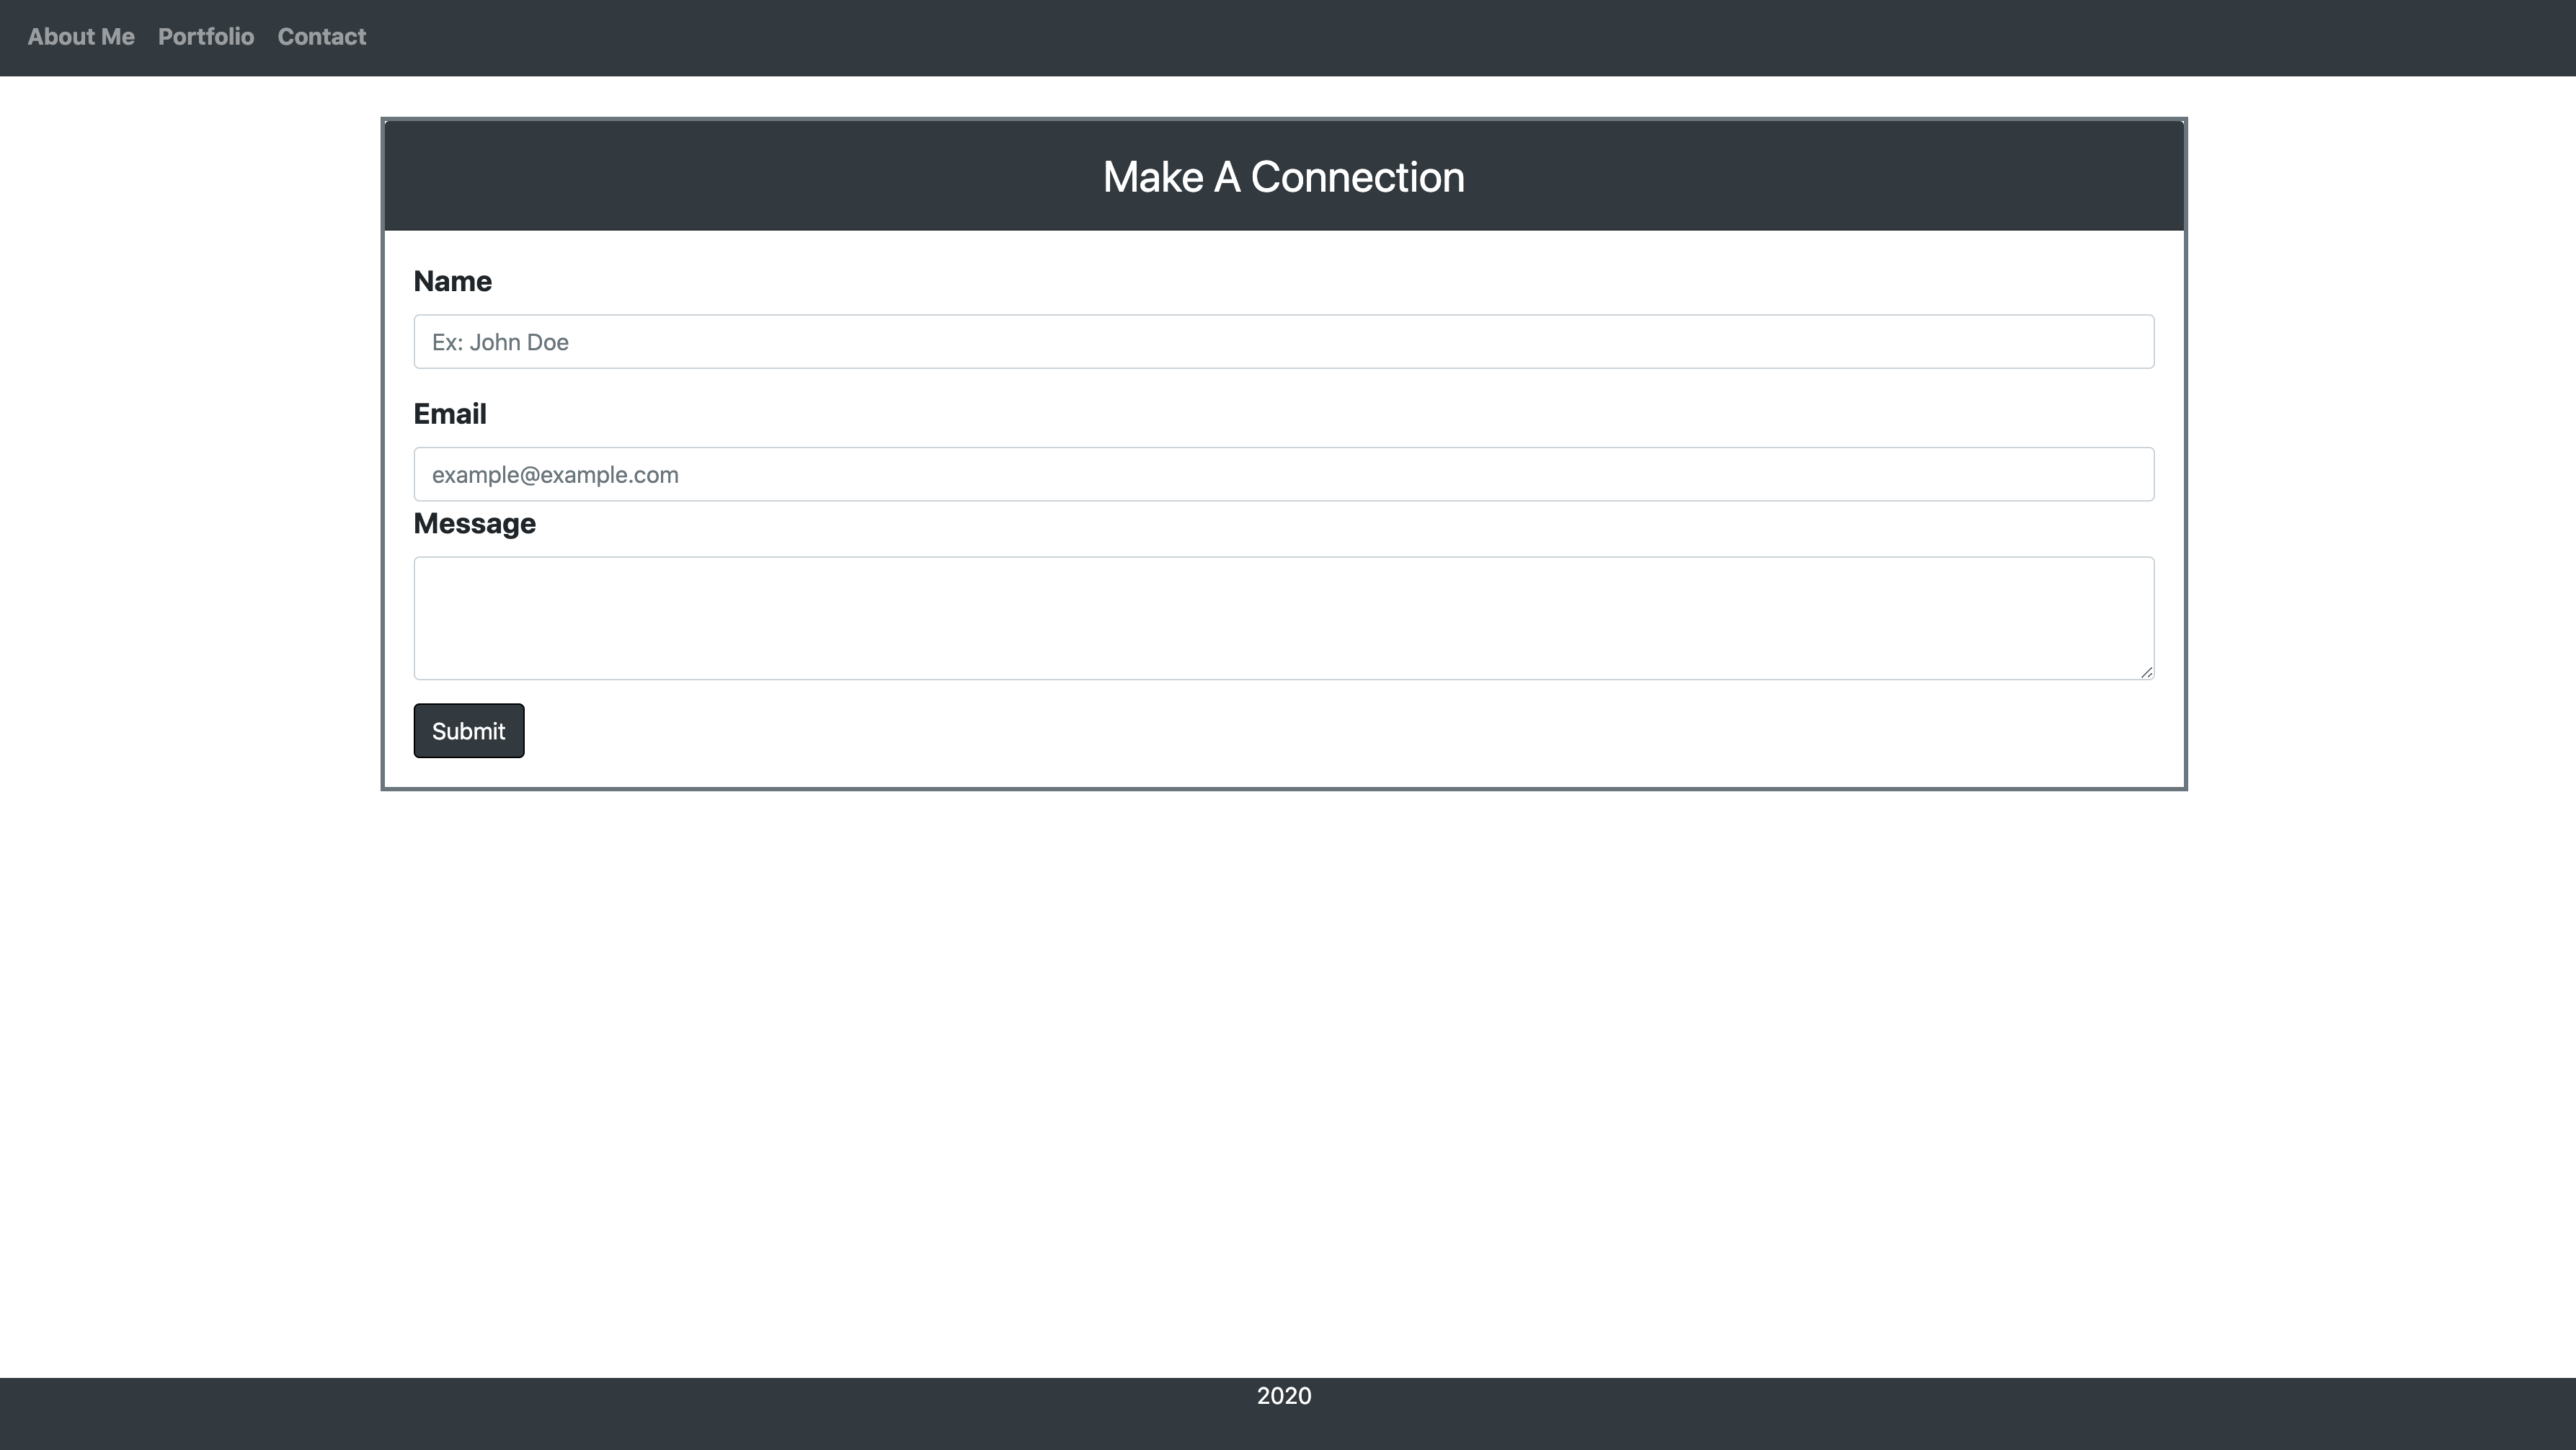 About Me Portfolio Contact
Make A Connection
Name
Ex: John Doe
Email
example@example.com
Message
Submit
2020